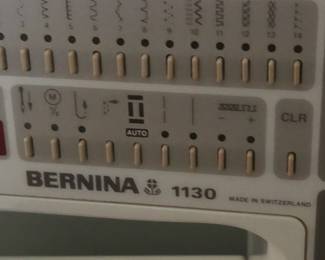 CLR
M
AUTO
- +
BERNINA 1130
MADE IN SWITZERLAND